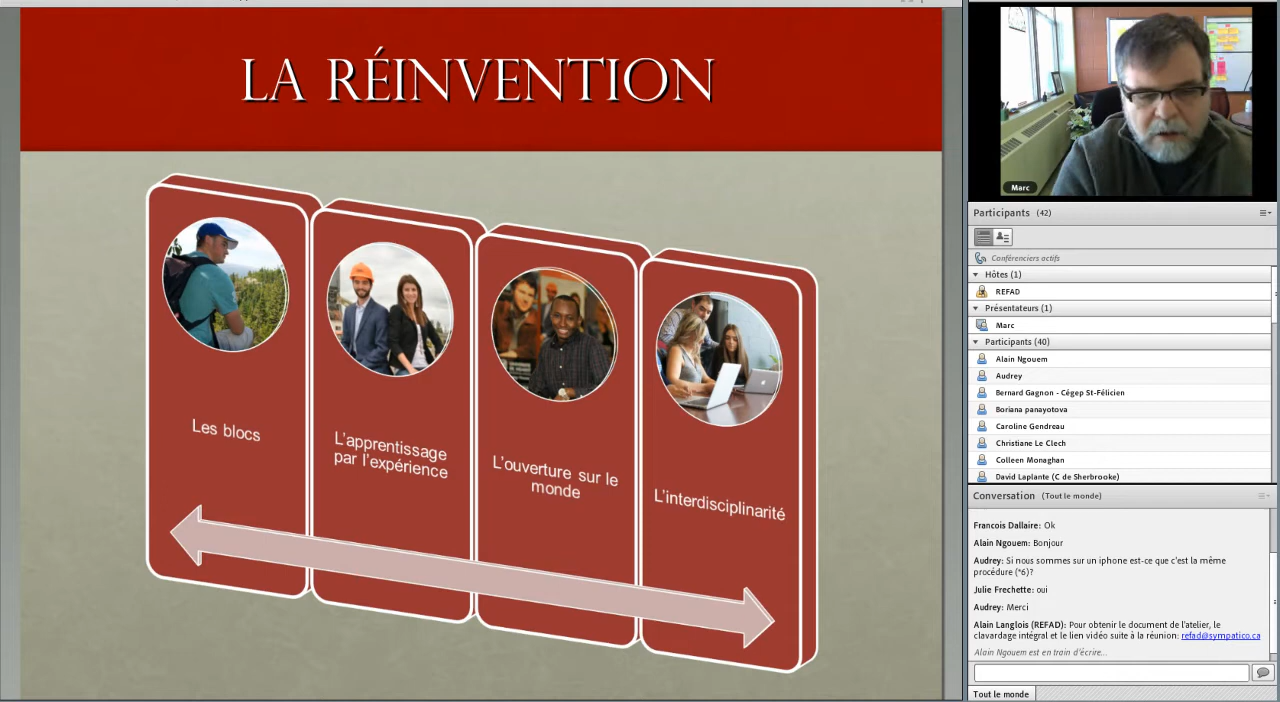 LA RÉINVENTION
Les blocs
L'apprentissage
par l'expérience
L'ouverture sur le
monde
L'interdisciplinarité
Marc
Participants (42)
Conférenciers actifs
Hôtes (1)
REFAD
Présentateurs (1)
Marc
Participants (40)
Alain Ngouem
Audrey
Bernard Gagnon - Cégep St-Félicien
Boriana panayotova
Caroline Gendreau
Christiane Le Clech
Colleen Monaghan
David Laplante (C de Sherbrooke)
Conversation (Tout le monde)
Francois Dallaire: Ok
Alain Ngouem: Bonjour
Audrey: Si nous sommes sur un iphone est-ce que c'est la même
procédure (*6)?
Julie Frechette: oui
Audrey: Merci
Alain Langlois (REFAD): Pour obtenir le document de l'atelier, le
clavardage intégral et le lien vidéo suite à la réunion: refad@sympatico.ca
Alain Ngouem est en train d'écrire...
Tout le monde